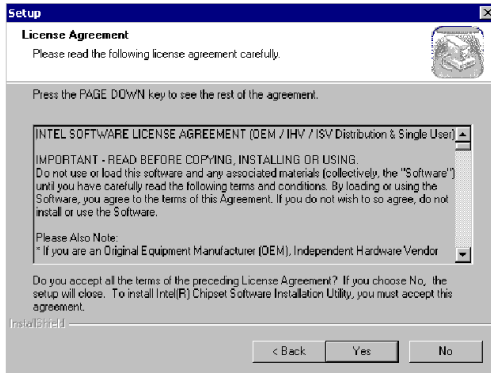 Setup
License Agreement
Please read the following license agreement carefully.
Press the PAGE DOWN key to see the rest of the agreement.
INTEL SOFTWARE LICENSE AGREEMENT (OEM / IHV / ISV Distribution & Single User)
IMPORTANT - READ BEFORE COPYING, INSTALLING OR USING.
Do not use or load this software and any associated materials (collectively, the "Software")
until you have carefully read the following terms and conditions. By loading or using the
Software, you agree to the terms of this Agreement. If you do not wish to so agree, do not
install or use the Software.
Please Also Note:
* If you are an Original Equipment Manufacturer (OEM), Independent Hardware Vendor
Do you accept all the terms of the preceding License Agreement? If you choose No, the
setup will close. To install Intel(R) Chipset Software Installation Utility, you must accept this
agreement.
InstallShield
< Back
Yes
No